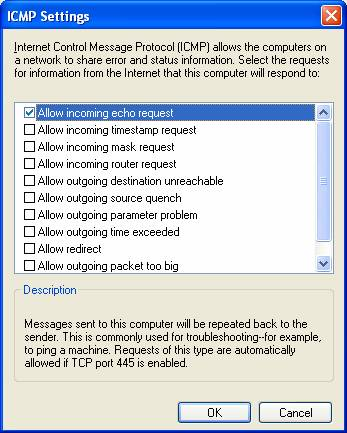 ICMP Settings
Internet Control Message Protocol (ICMP) allows the computers
on a network to share error and status information. Select the requests
for information from the Internet that this computer will respond to:
Allow incoming echo request
Allow incoming timestamp request
Allow incoming mask request
Allow incoming router request
Allow outgoing destination unreachable
Allow outgoing source quench
Allow outgoing parameter problem
Allow outgoing time exceeded
Allow redirect
Allow outgoing packet too big
Description
Messages sent to this computer will be repeated back to the
sender. This is commonly used for troubleshooting--for example,
to ping a machine. Requests of this type are automatically
allowed if TCP port 445 is enabled.
OK
Cancel